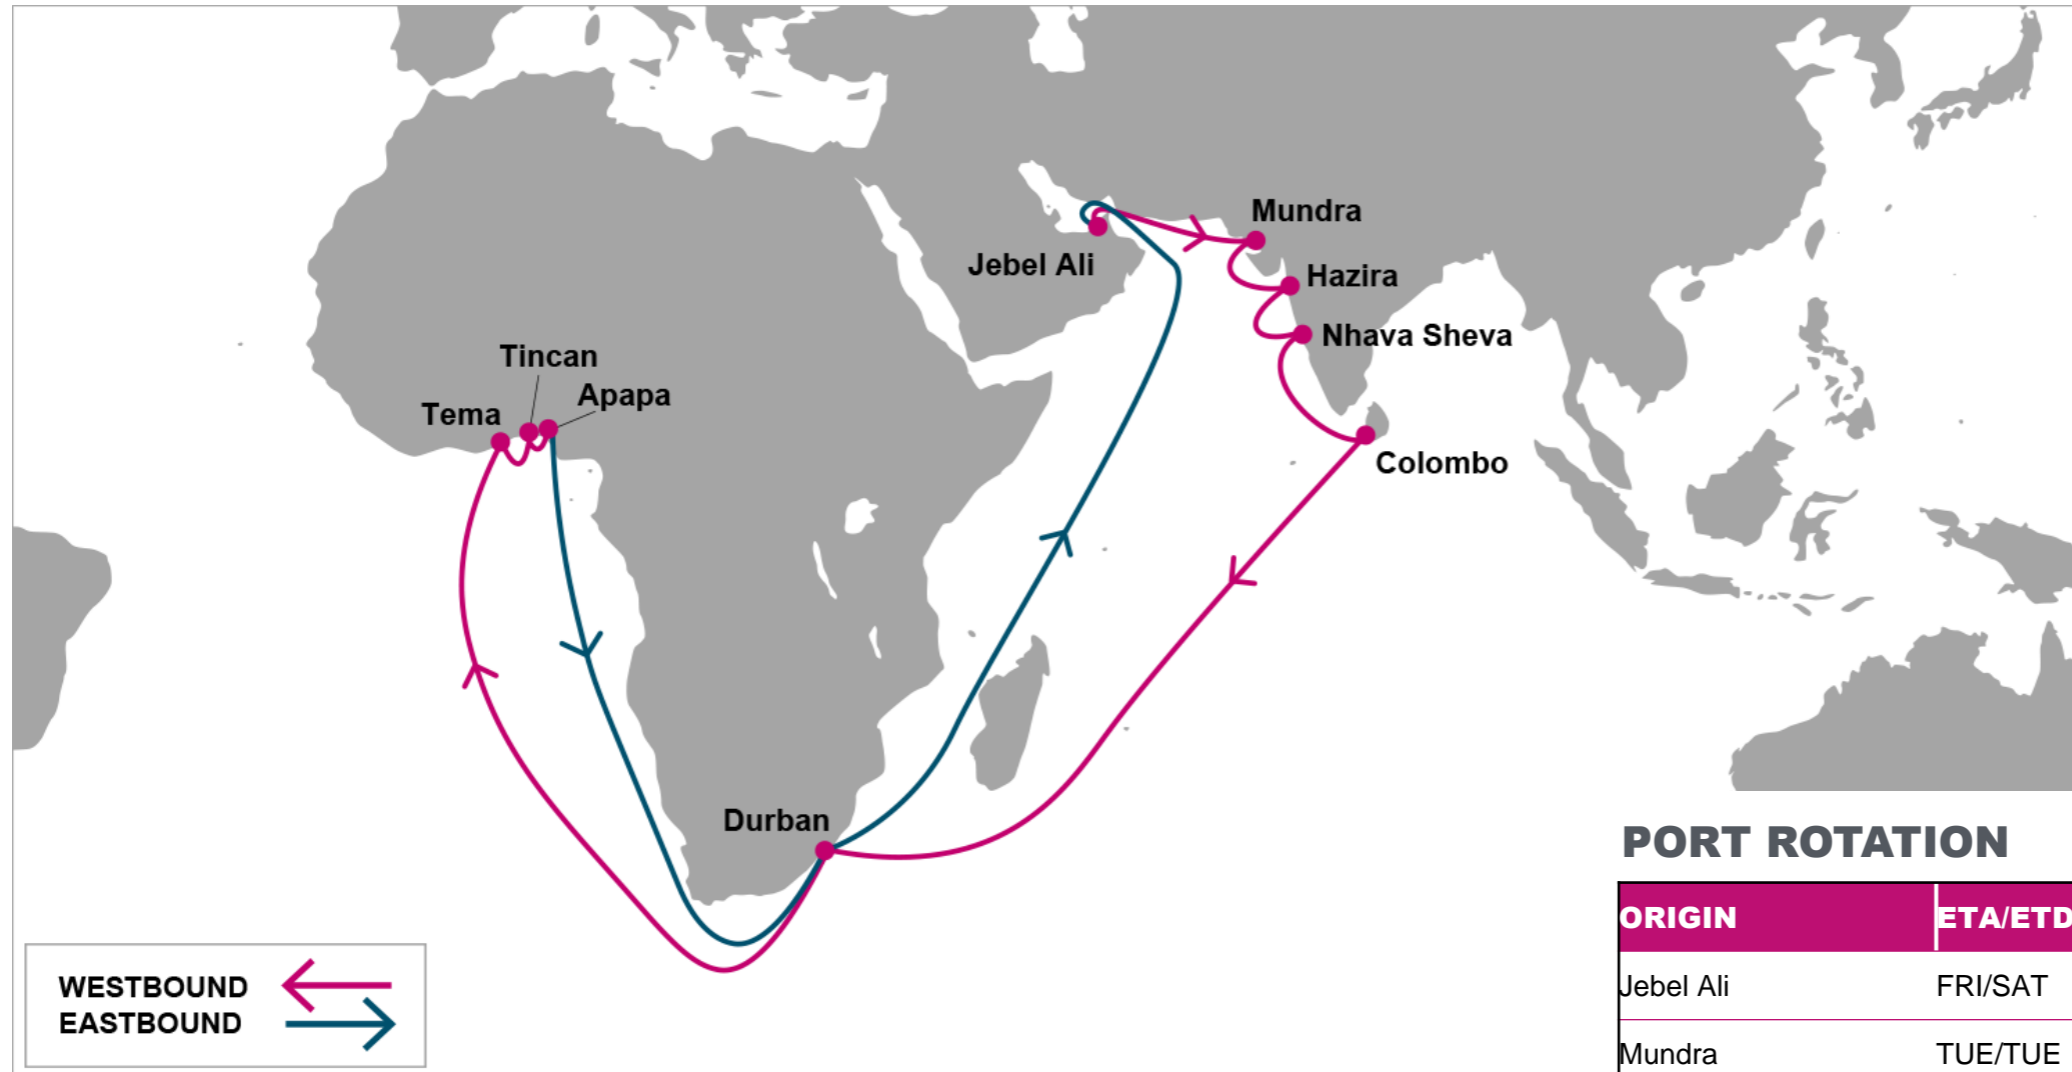 Mundra
Jebel Ali
Hazira
Nhava Sheva
Tincan
Apapa
Tema
Colombo
Durban
WESTBOUND
EASTBOUND
PORT ROTATION
ORIGIN ETA/ETD
Jebel Ali FRI/SAT
Mundra TUE/TUE